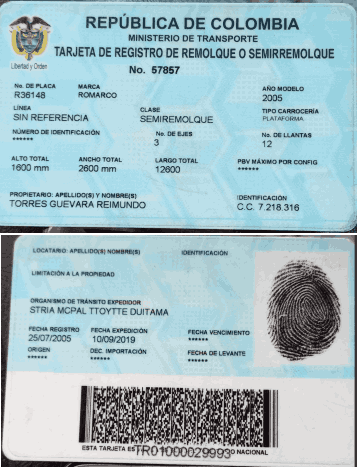 REPÚBLICA DE COLOMBIA
MINISTERIO DE TRANSPORTE
TARJETA DE REGISTRO DE REMOLQUE O SEMIRREMOLQUE
Libertad y Orden
No. 57857
No. DE PLACA MARCA AÑO MODELO
R36148 ROMARCO 2005
LÍNEA CLASE TIPO CARROCERÍA
SIN REFERENCIA SEMIREMOLQUE PLATAFORMA
NÚMERO DE IDENTIFICACIÓN No. DE EJES No. DE LLANTAS
****** 3 12
ALTO TOTAL ANCHO TOTAL LARGO TOTAL PBV MÁXIMO POR CONFIG
1600 mm 2600 mm 12600 ******
PROPIETARIO: APELLIDO(S) Y NOMBRE(S) IDENTIFICACIÓN
TORRES GUEVARA REIMUNDO C.C. 7.218.316
LOCATARIO: APELLIDO(S) NOMBRE(S) IDENTIFICACIÓN
LIMITACIÓN A LA PROPIEDAD
ORGANISMO DE TRÁNSITO EXPEDIDOR
STRIA MCPAL TTOYTTE DUITAMA
FECHA REGISTRO FECHA EXPEDICIÓN FECHA VENCIMIENTO
25/07/2005 10/09/2019 ******
ORIGEN DEC. IMPORTACIÓN FECHA DE LEVANTE
****** ****** ******
ESTA TARJETA ES TR01000029993 O NACIONAL